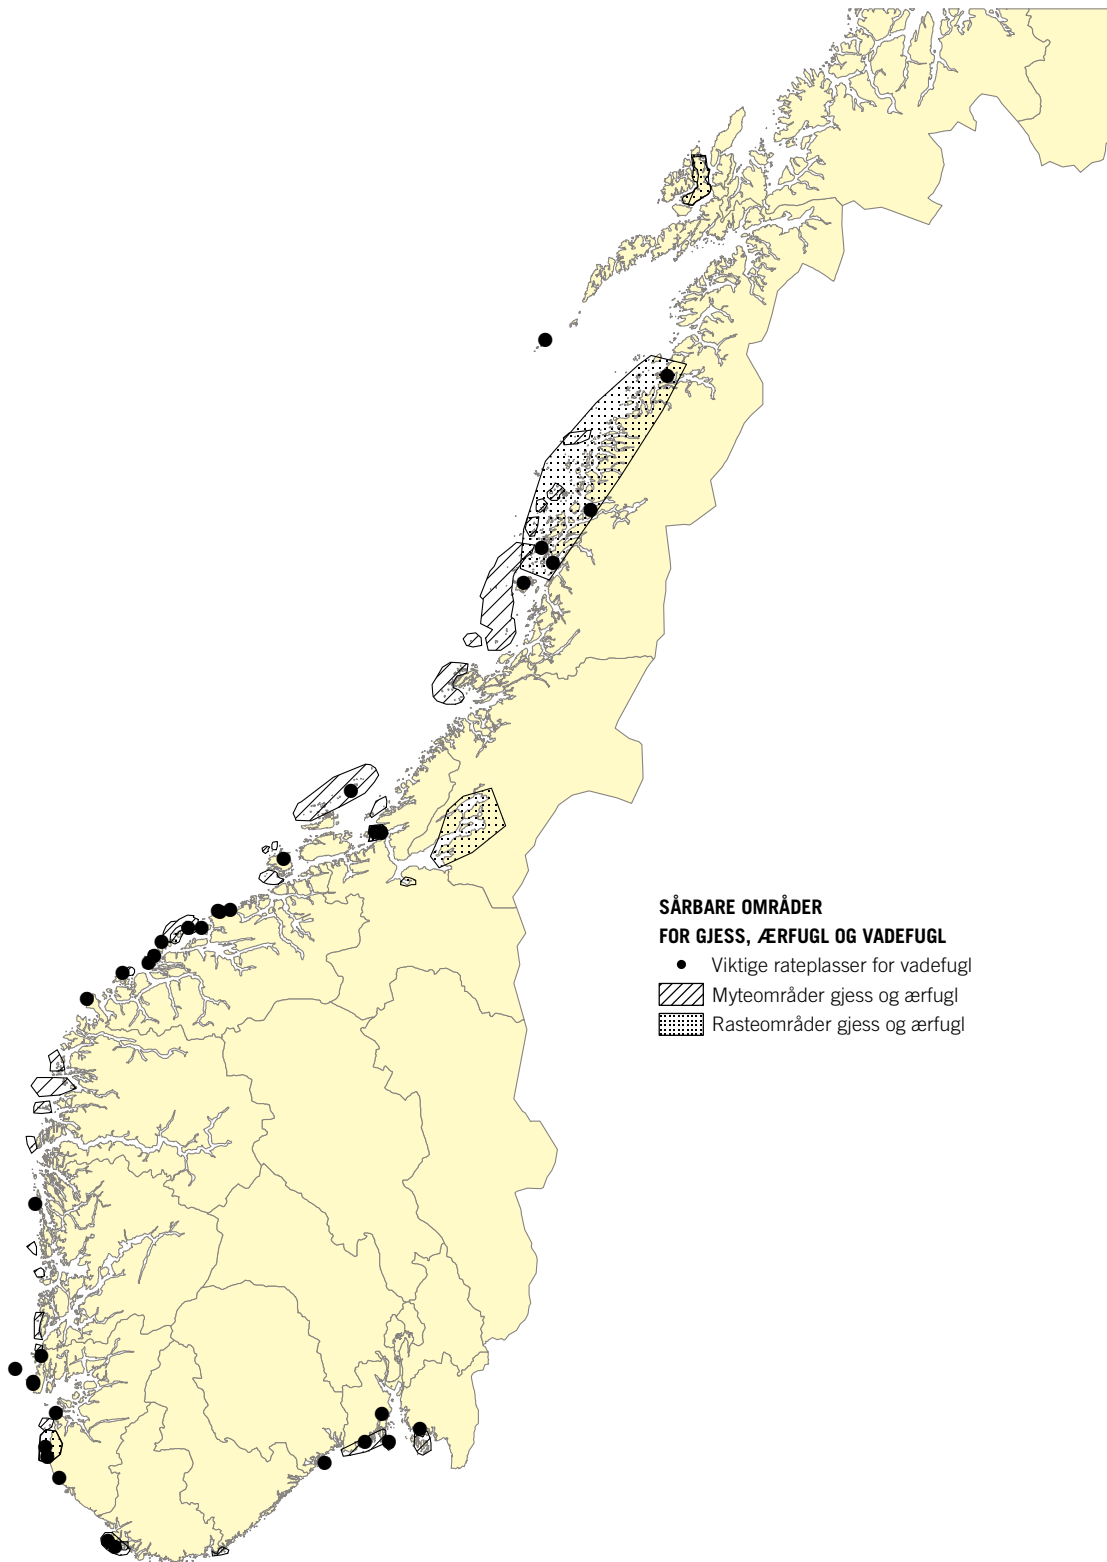 SÅRBARE OMRÅDER
FOR GJESS, ÆRFUGL OG VADEFUGL
Viktige rateplasser for vadefugl
Myteområder gjess og ærfugl
Rasteområder gjess og ærfugl